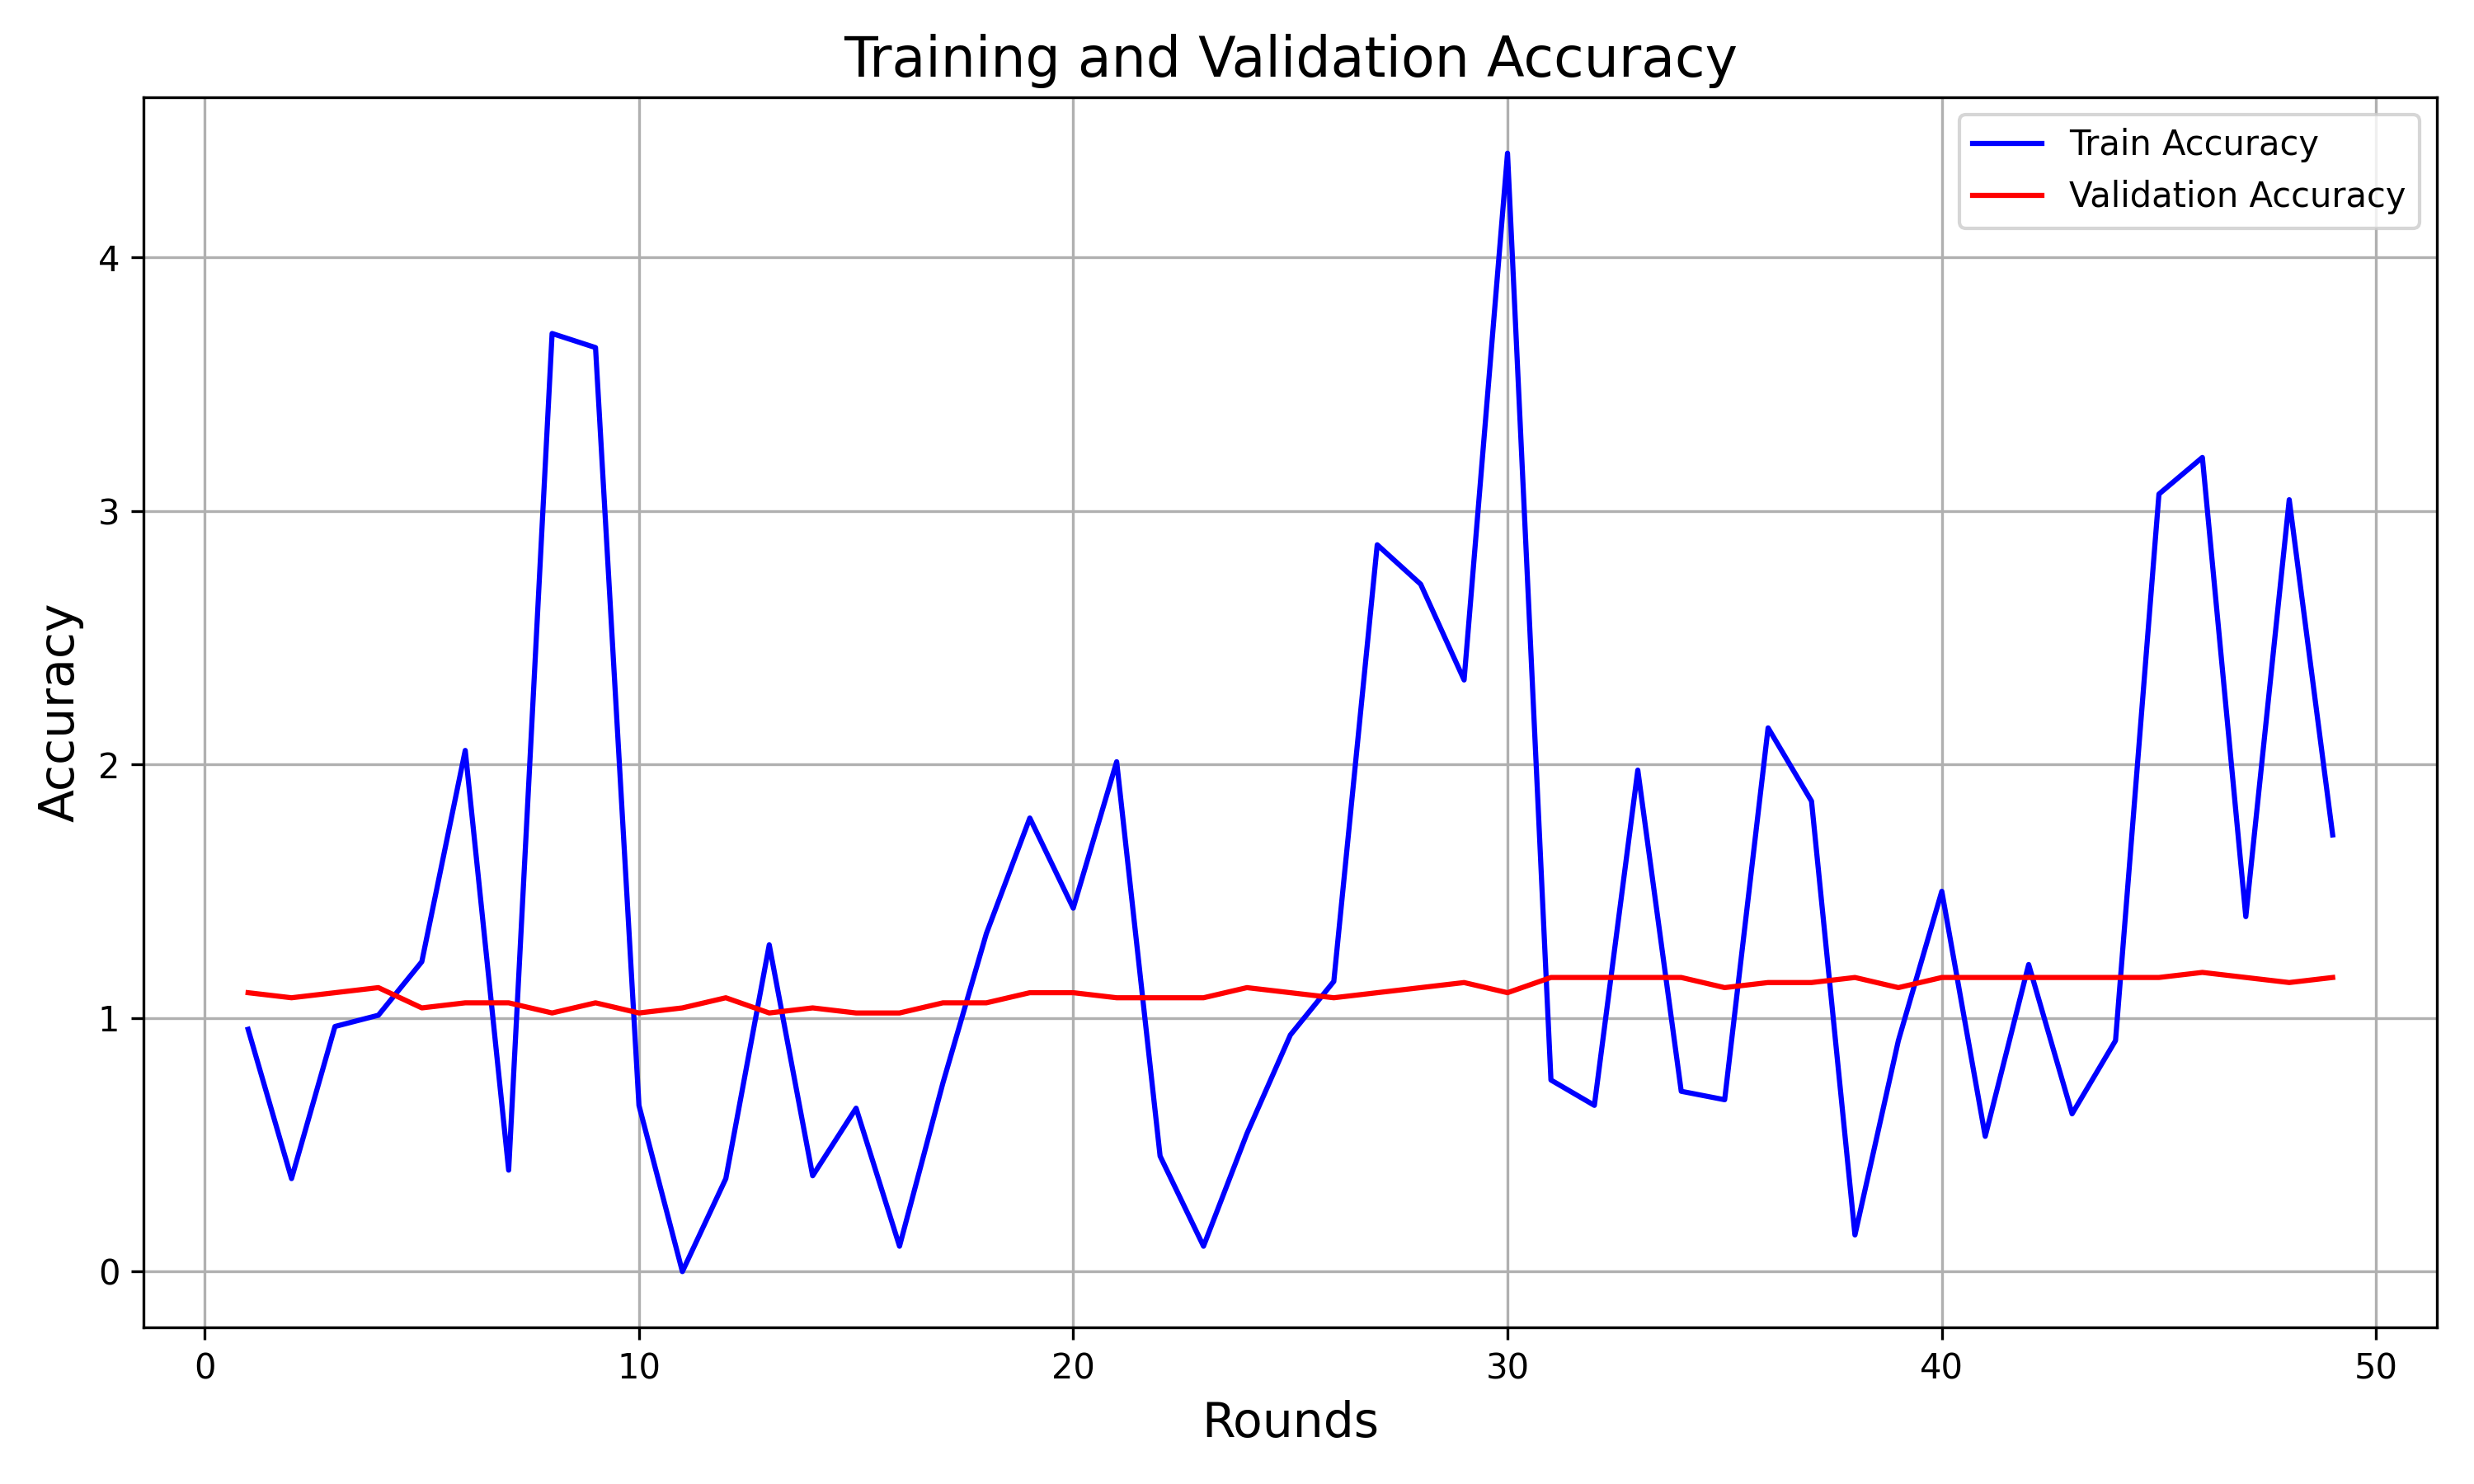 Training and Validation Accuracy
Train Accuracy
Validation Accuracy
4
3
2
1
0
Accuracy
0 10 20 30 40 50
Rounds